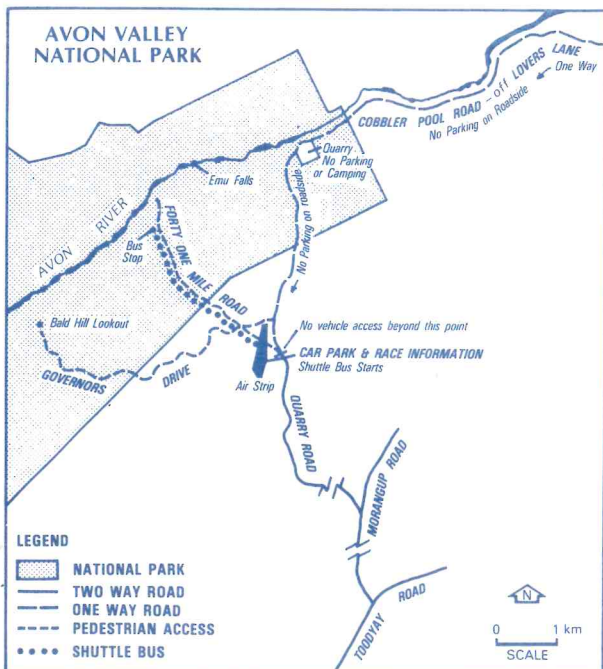 AVON VALLEY
NATIONAL PARK
COBBLER POOL ROAD - off LOVERS LANE
No Parking on Roadside
One Way
Quarry
No Parking
or Camping
Emu Falls
AVON RIVER
Bus
Stop
FORTY ONE MILE ROAD
No Parking on roadside
Bald Hill Lookout
GOVERNORS DRIVE
No vehicle access beyond this point
CAR PARK & RACE INFORMATION
Shuttle Bus Starts
Air Strip
QUARRY ROAD
MORANGUP ROAD
TOODYAY ROAD
LEGEND
NATIONAL PARK
TWO WAY ROAD
ONE WAY ROAD
PEDESTRIAN ACCESS
SHUTTLE BUS
N
0 1 km
SCALE